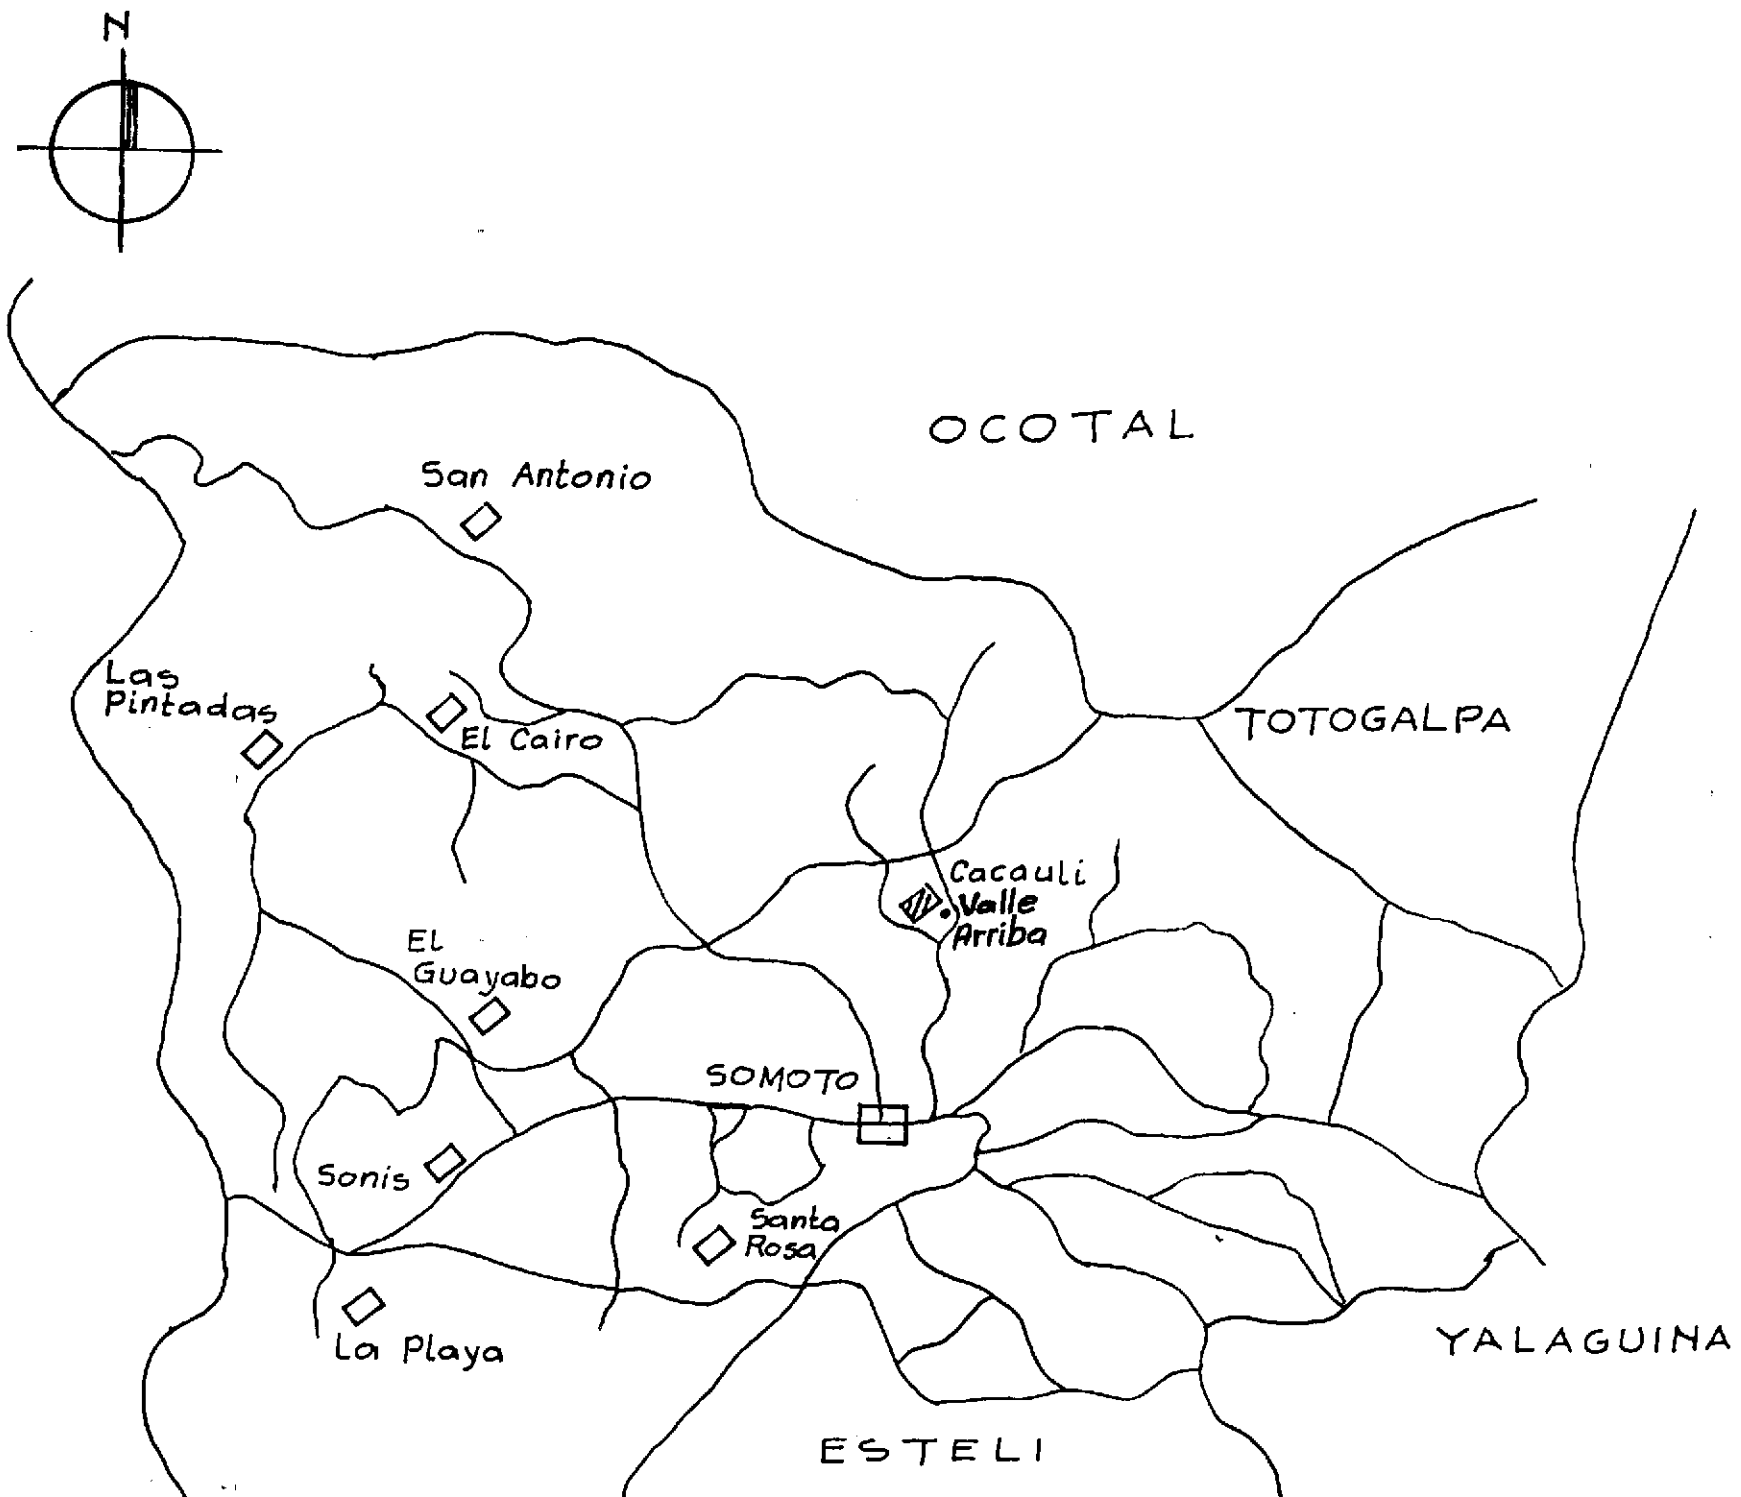 N
OCOTAL
San Antonio
Las
Pintadas
TOTOGALPA
El Cairo
Cacauli
Valle
Arriba
EL
Guayabo
SOMOTO
Sonis
Santa
Rosa
La Playa
YALAGUINA
ESTELI